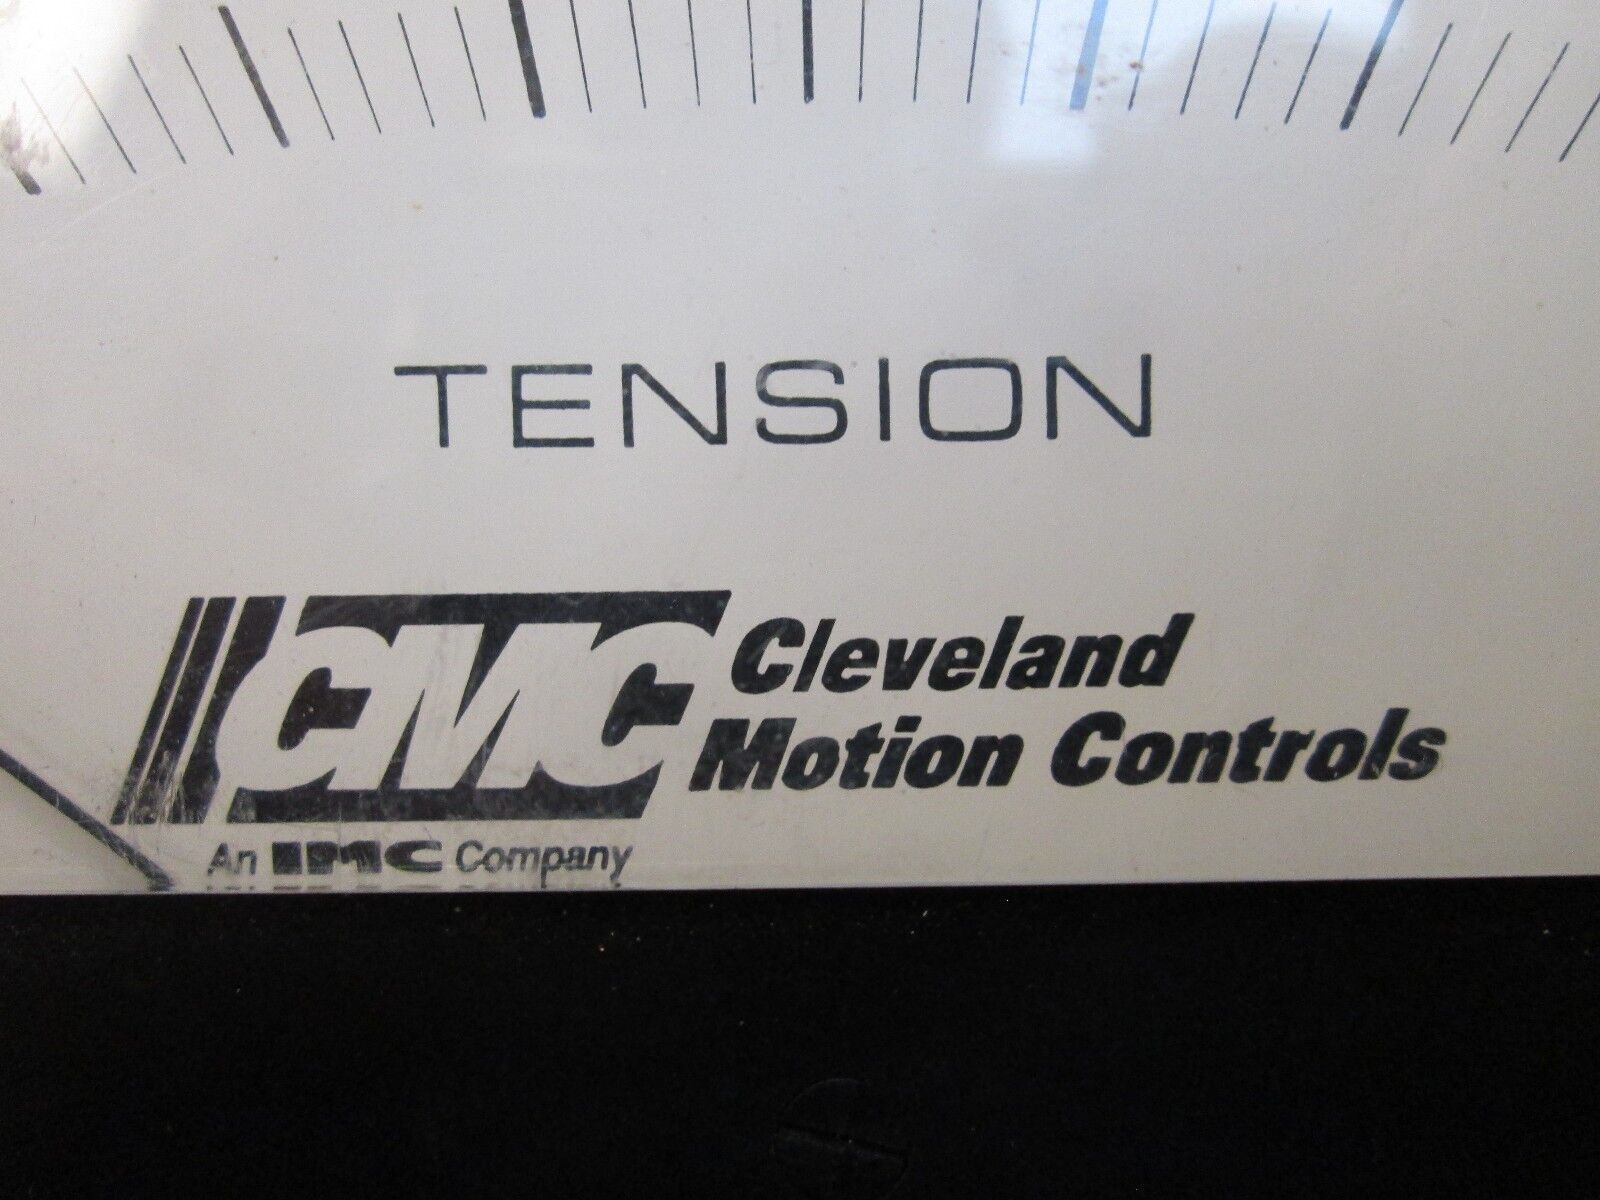 TENSION
CMC Cleveland
Motion Controls
An IMC Company